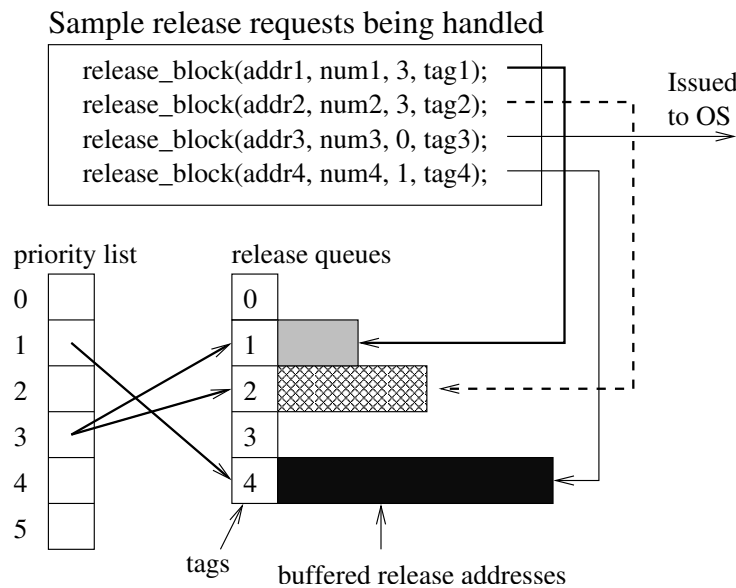 Sample release requests being handled
release_block(addr1, num1, 3, tag1);
release_block(addr2, num2, 3, tag2);
release_block(addr3, num3, 0, tag3);
release_block(addr4, num4, 1, tag4);
Issued
to OS
priority list
0
1
2
3
4
5
release queues
0
1
2
3
4
tags
buffered release addresses